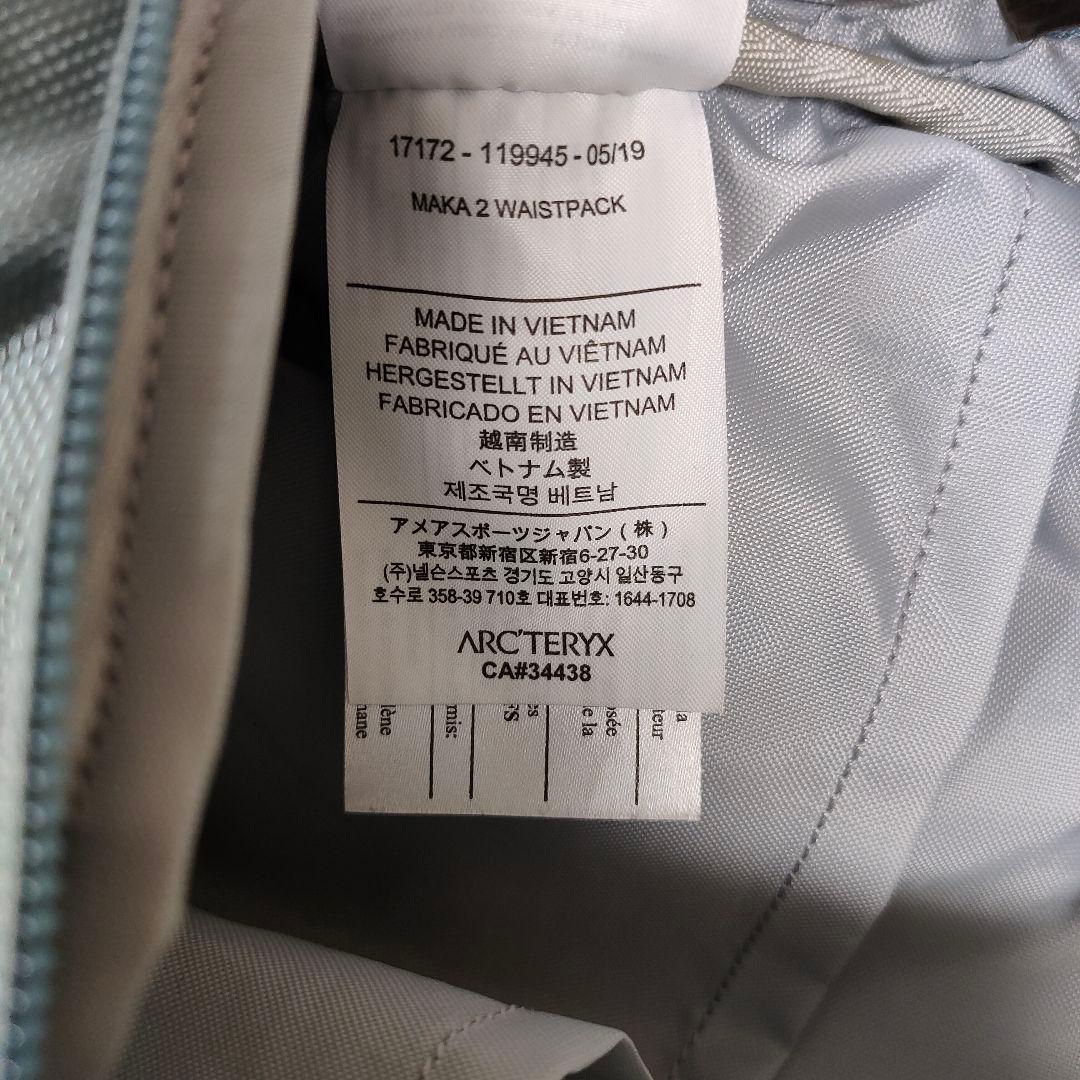 17172 - 119945 - 05/19
MAKA 2 WAISTPACK
MADE IN VIETNAM
FABRIQUÉ AU VIÊTNAM
HERGESTELLT IN VIETNAM
FABRICADO EN VIETNAM
越南制造
ベトナム製
제조국명 베트남
アメアスポーツジャパン ( 株 )
東京都新宿区新宿6-27-30
(주)넬슨스포츠 경기도 고양시 일산동구
호수로 358-39 710호 대표번호: 1644-1708
ARC'TERYX
CA#34438